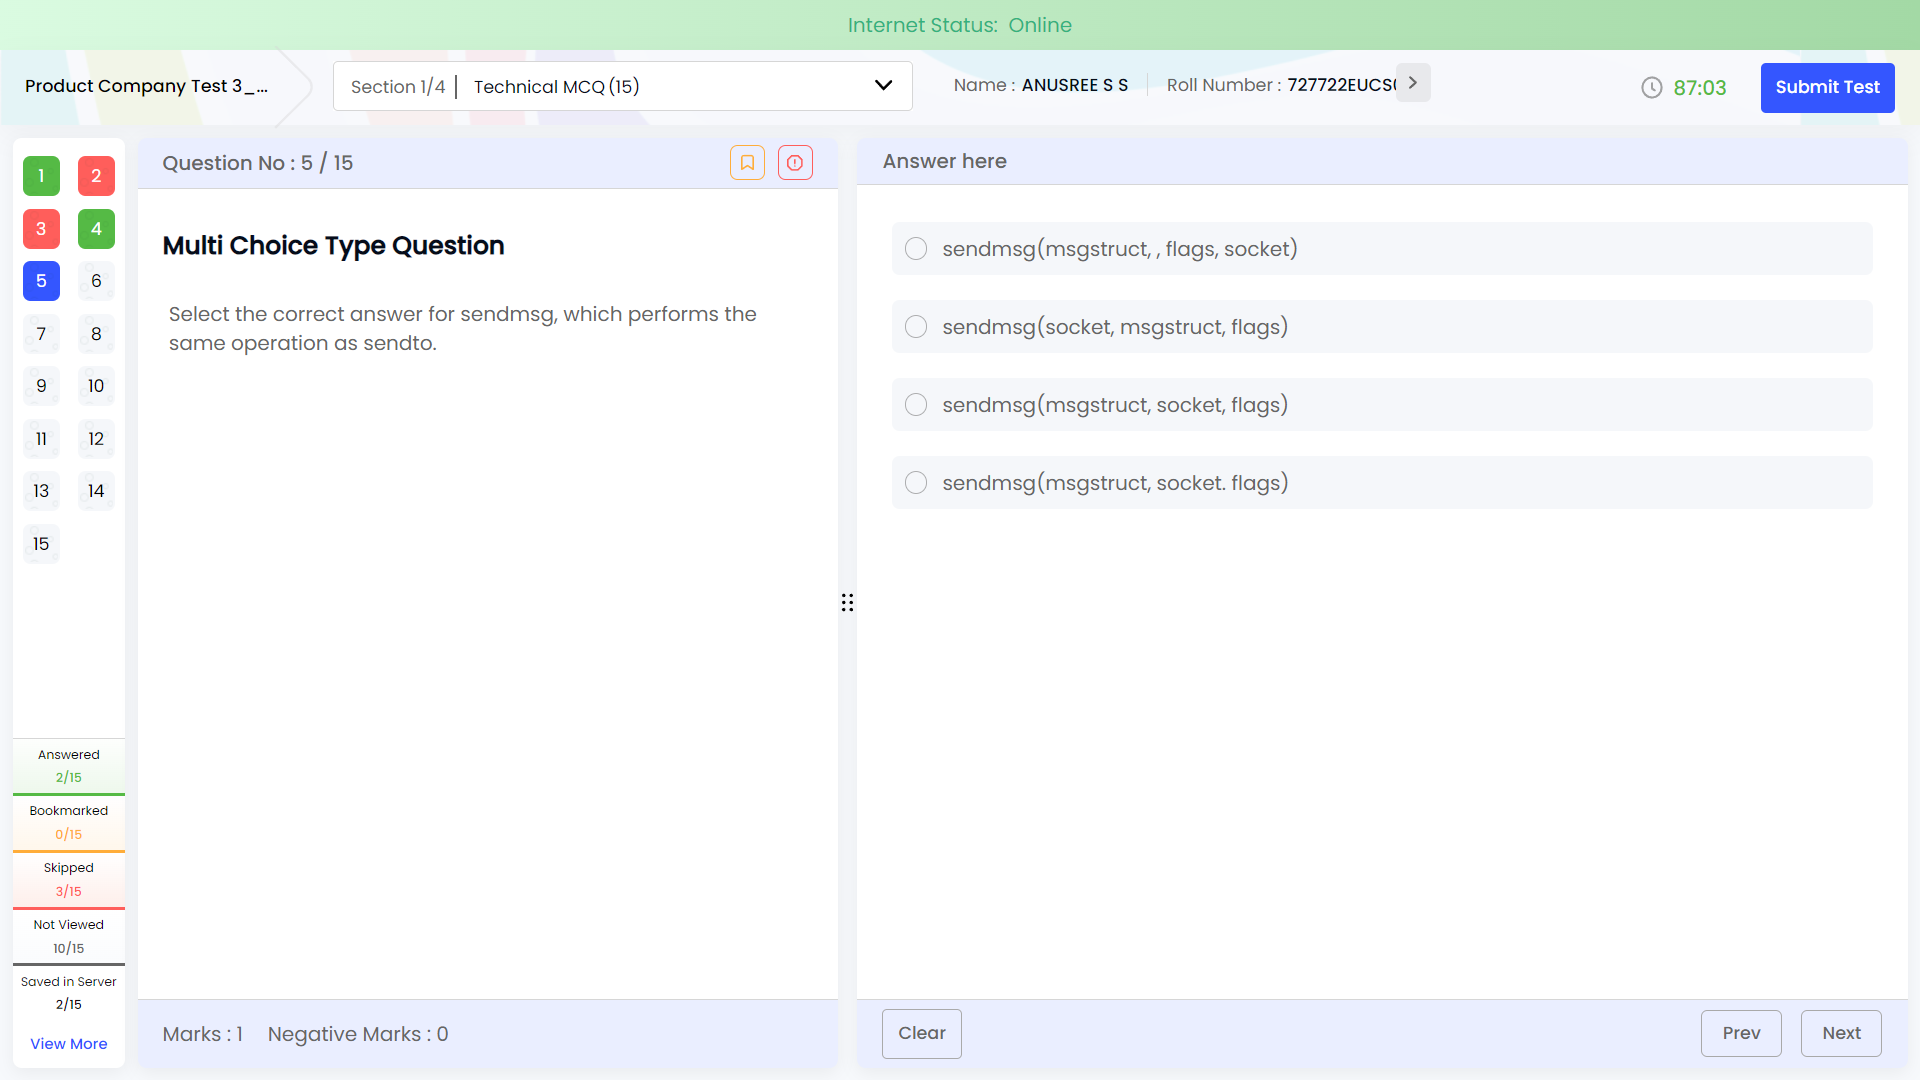 Internet Status: Online
Product Company Test 3_...
Section 1/4 | Technical MCQ (15)
Name : ANUSREE S S
Roll Number : 727722EUCS
87:03
Submit Test
1 2
3 4
5 6
7 8
9 10
11 12
13 14
15
Question No : 5 / 15
Multi Choice Type Question
Select the correct answer for sendmsg, which performs the
same operation as sendto.
Answer here
sendmsg(msgstruct, , flags, socket)
sendmsg(socket, msgstruct, flags)
sendmsg(msgstruct, socket, flags)
sendmsg(msgstruct, socket. flags)
Answered
2/15
Bookmarked
0/15
Skipped
3/15
Not Viewed
10/15
Saved in Server
2/15
View More
Marks : 1 Negative Marks : 0
Clear
Prev
Next